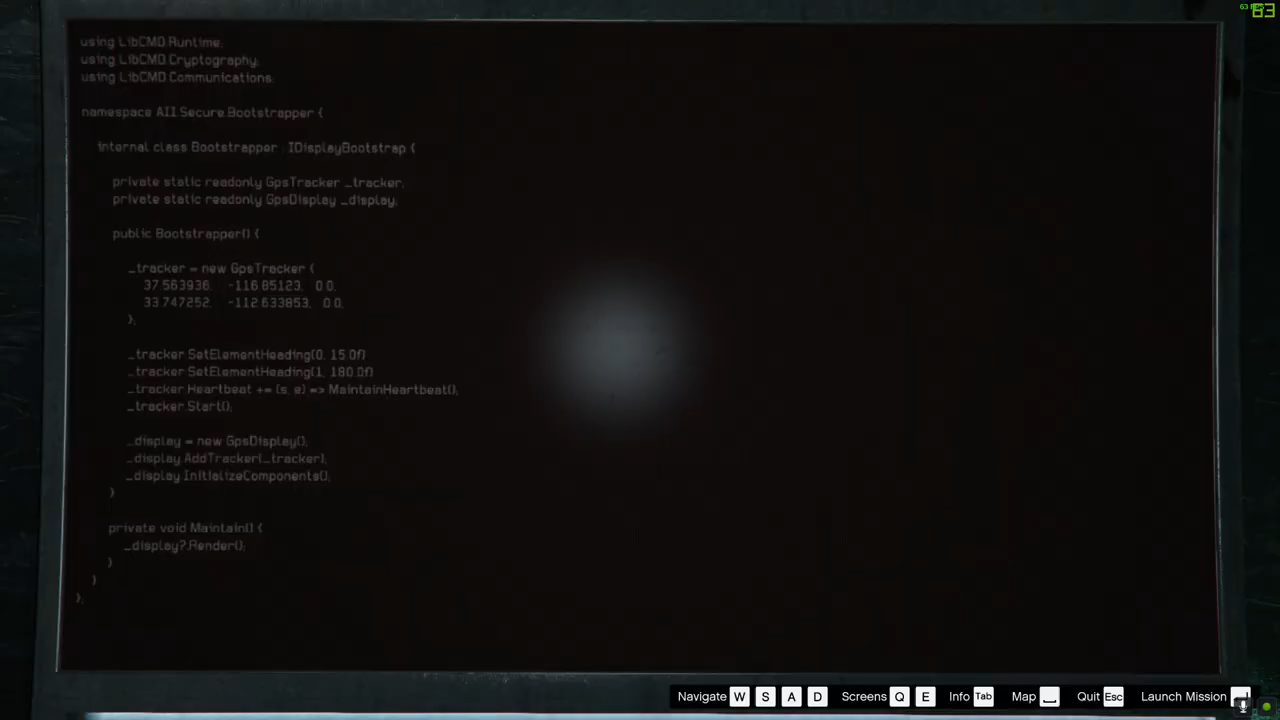 63
using LibCMD.Runtime;
using LibCMD.Cryptography;
using LibCMD.Communications;
namespace AII.Secure.Bootstrapper {
internal class Bootstrapper : IDisplayBootstrap {
private static readonly GpsTracker _tracker;
private static readonly GpsDisplay _display;
public Bootstrapper() {
_tracker = new GpsTracker {
37.563936, -116.85123, 0.0,
33.747252, -112.633853, 0.0,
};
_tracker.SetElementHeading(0, 15.0f)
_tracker.SetElementHeading(1, 180.0f)
_tracker.Heartbeat += (s, e) => MaintainHeartbeat();
_tracker.Start();
_display = new GpsDisplay();
_display.AddTracker(_tracker);
_display.InitializeComponents();
}
private void Maintain() {
_display?.Render();
}
}
};
Navigate W S A D Screens Q E Info Tab Map Quit Esc Launch Mission